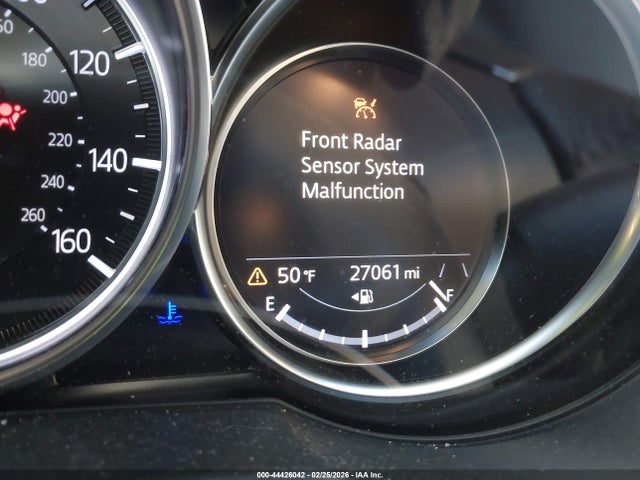 180
200
220
240
260
120
140
160
Front Radar
Sensor System
Malfunction
50°F 27061 mi
E F
000-44426042 - 02/25/2026 - IAA Inc.